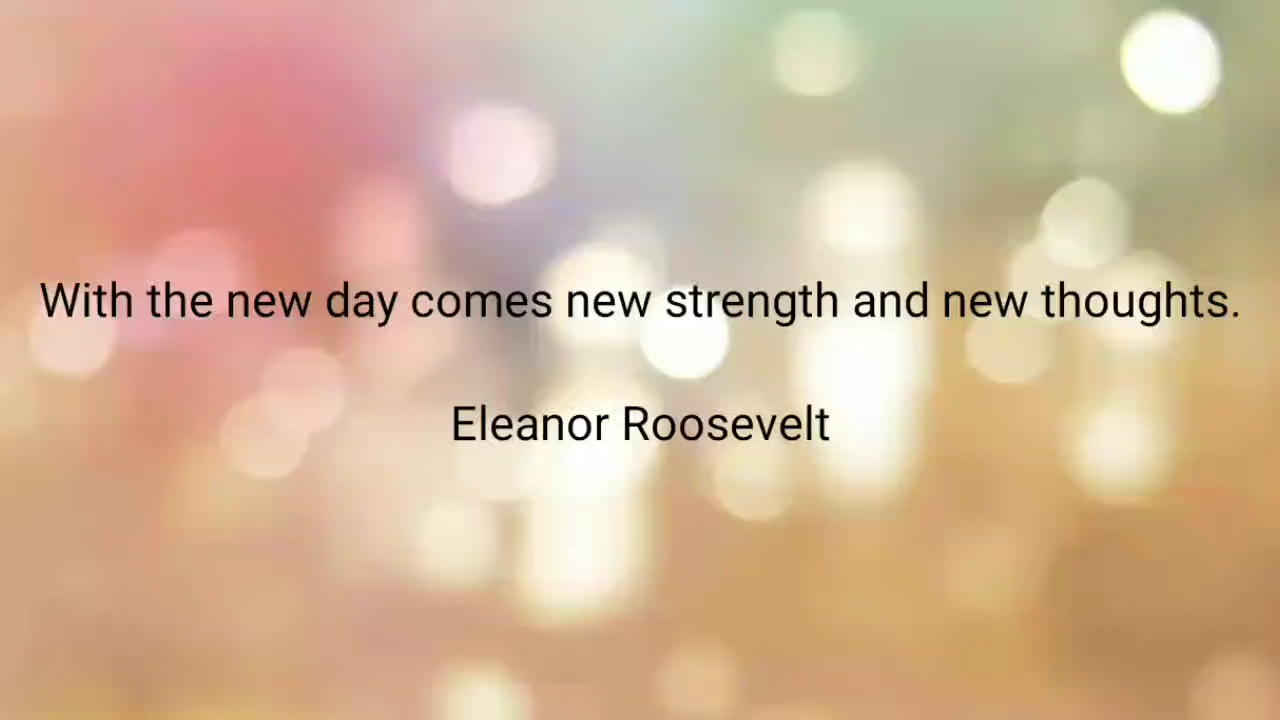 With the new day comes new strength and new thoughts.
Eleanor Roosevelt